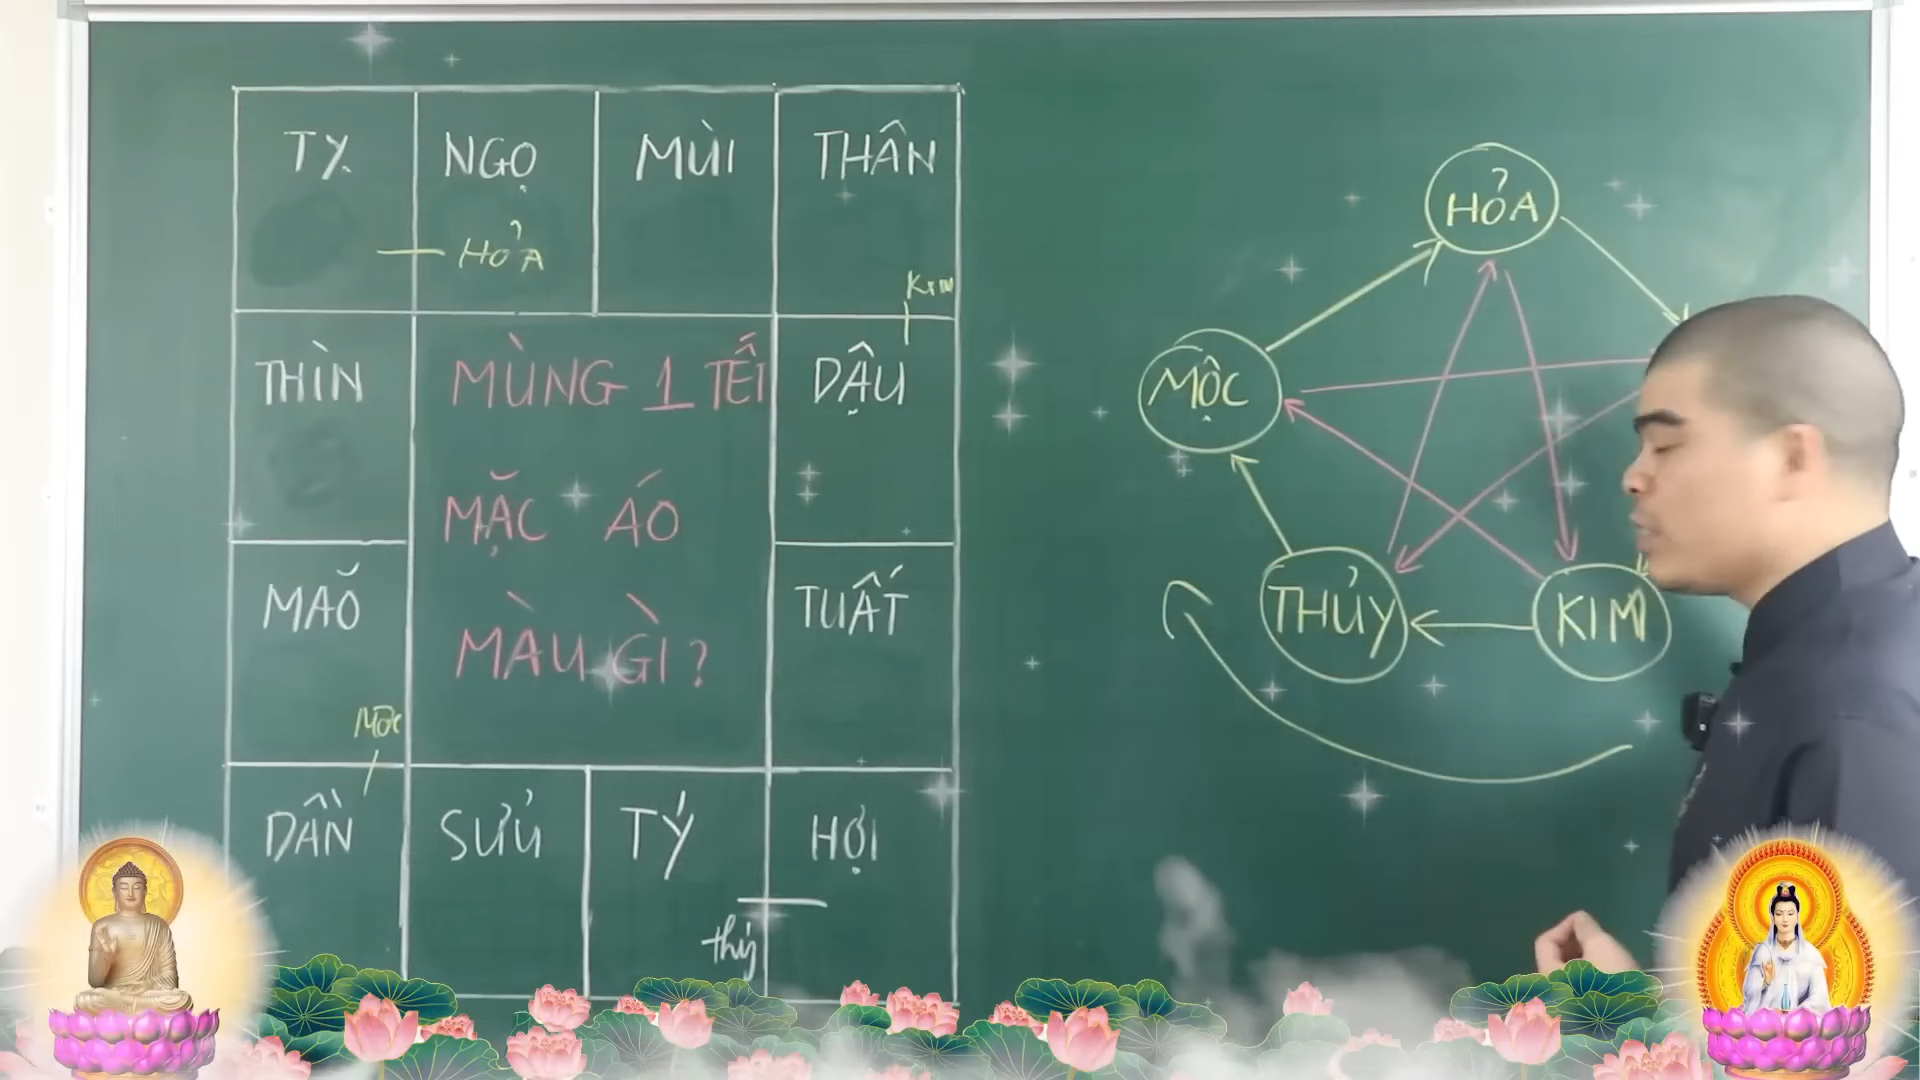 TỴ NGỌ MÙI THÂN
HỎA
KIM
THÌN MÙNG 1 TẾT DẬU
MẶC ÁO
MÃO MÀU GÌ? TUẤT
MỘC
DẦN SỬU TÝ HỢI
thủy
HỎA
MỘC
THỦY KIM